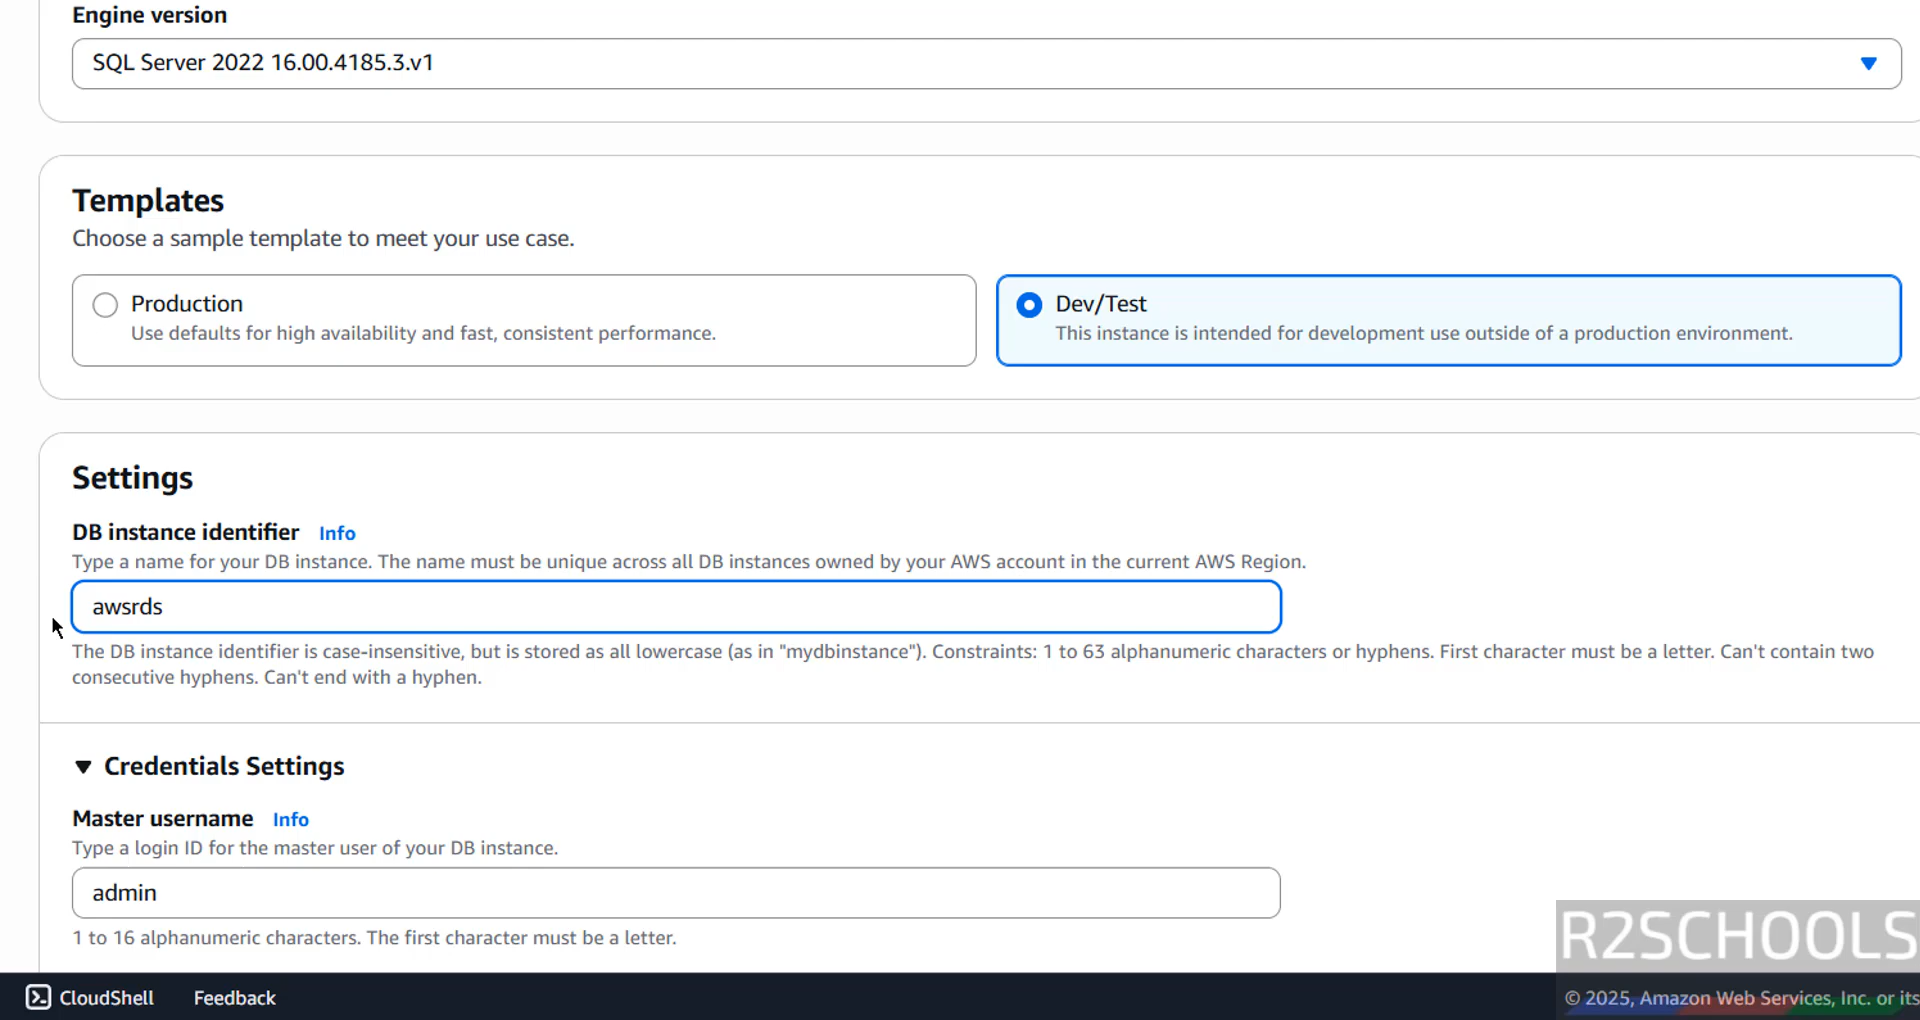 Engine version
SQL Server 2022 16.00.4185.3.v1
Templates
Choose a sample template to meet your use case.
Production
Use defaults for high availability and fast, consistent performance.
Dev/Test
This instance is intended for development use outside of a production environment.
Settings
DB instance identifier Info
Type a name for your DB instance. The name must be unique across all DB instances owned by your AWS account in the current AWS Region.
awsrds
The DB instance identifier is case-insensitive, but is stored as all lowercase (as in "mydbinstance"). Constraints: 1 to 63 alphanumeric characters or hyphens. First character must be a letter. Can't contain two
consecutive hyphens. Can't end with a hyphen.
Credentials Settings
Master username Info
Type a login ID for the master user of your DB instance.
admin
1 to 16 alphanumeric characters. The first character must be a letter.
R2SCHOOLS
CloudShell Feedback
© 2025, Amazon Web Services, Inc. or its